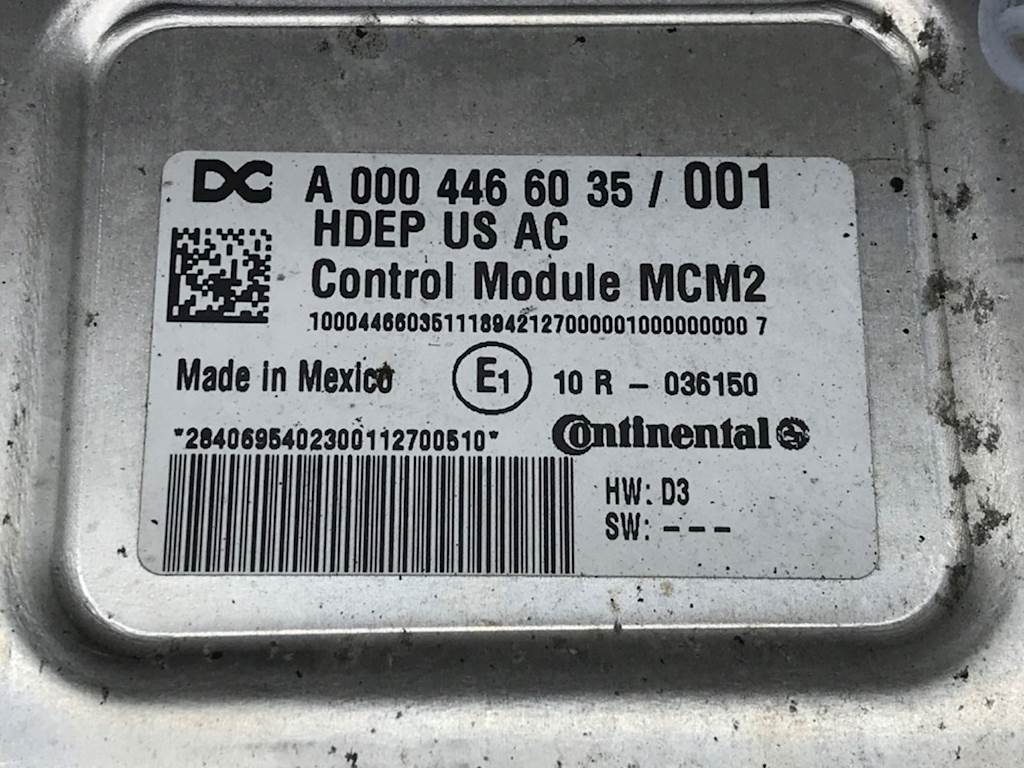 DC A 000 446 60 35 / 001
HDEP US AC
Control Module MCM2
10004466035111894212700000100000000 7
Made in Mexico E1 10 R - 036150
*2840695402300112700510* Continental
HW: D3
SW: ---